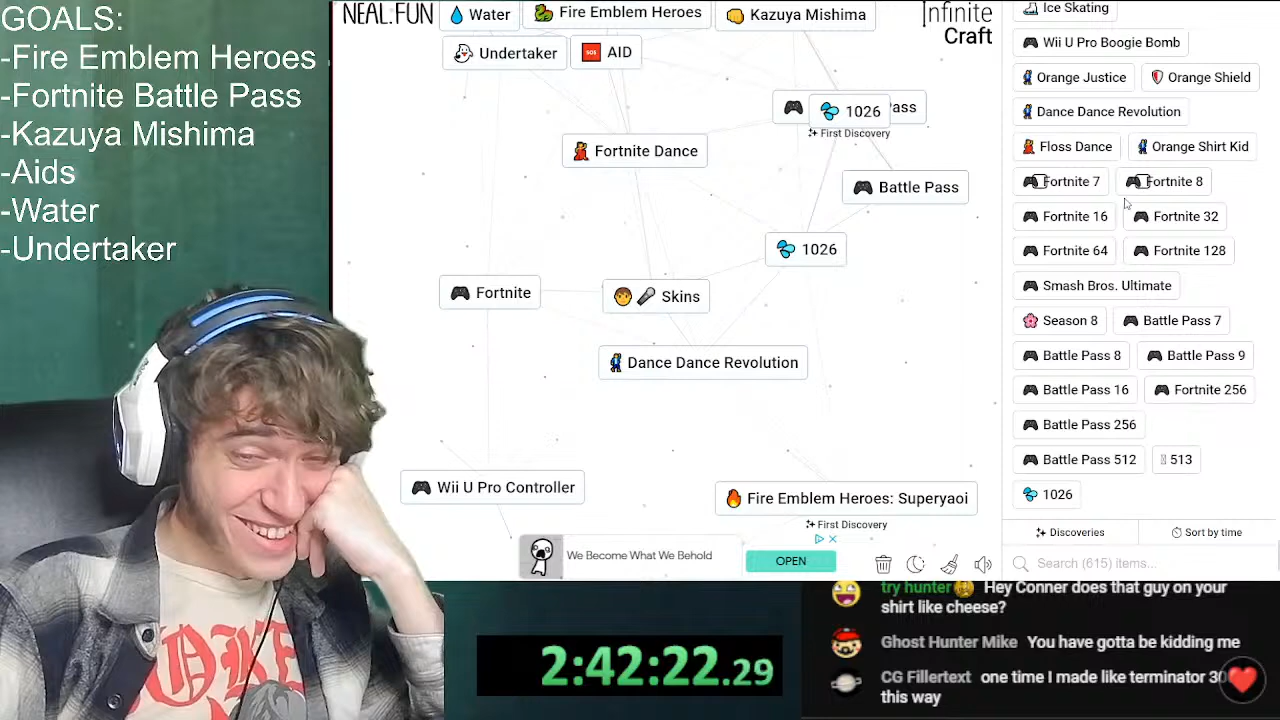 GOALS:
-Fire Emblem Heroes
-Fortnite Battle Pass
-Kazuya Mishima
-Aids
-Water
-Undertaker
NEAL.FUN
Infinite
Craft
Water
Fire Emblem Heroes
Kazuya Mishima
Undertaker
SOS AID
1026
ass
First Discovery
Fortnite Dance
Battle Pass
1026
Fortnite
Skins
Dance Dance Revolution
Wii U Pro Controller
Fire Emblem Heroes: Superyaoi
First Discovery
We Become What We Behold
OPEN
Ice Skating
Wii U Pro Boogie Bomb
Orange Justice
Orange Shield
Dance Dance Revolution
Floss Dance
Orange Shirt Kid
Fortnite 7
Fortnite 8
Fortnite 16
Fortnite 32
Fortnite 64
Fortnite 128
Smash Bros. Ultimate
Season 8
Battle Pass 7
Battle Pass 8
Battle Pass 9
Battle Pass 16
Fortnite 256
Battle Pass 256
Battle Pass 512
513
1026
Discoveries
Sort by time
Search (615) items...
2:42:22.29
try hunter Hey Conner does that guy on your
shirt like cheese?
Ghost Hunter Mike You have gotta be kidding me
CG Fillertext one time I made like terminator 30
this way